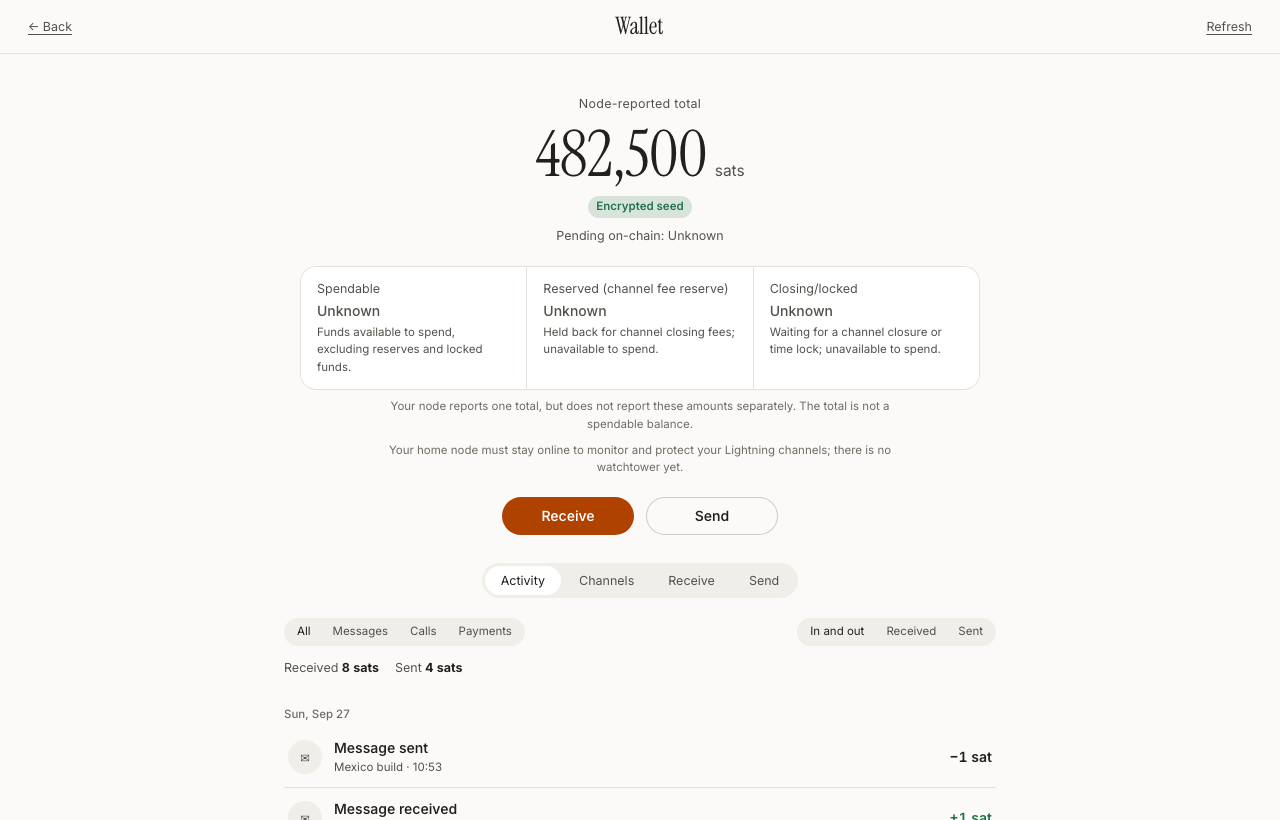 ← Back
Wallet
Refresh
Node-reported total
482,500 sats
Encrypted seed
Pending on-chain: Unknown
Spendable
Unknown
Funds available to spend,
excluding reserves and locked
funds.
Reserved (channel fee reserve)
Unknown
Held back for channel closing fees;
unavailable to spend.
Closing/locked
Unknown
Waiting for a channel closure or
time lock; unavailable to spend.
Your node reports one total, but does not report these amounts separately. The total is not a
spendable balance.
Your home node must stay online to monitor and protect your Lightning channels; there is no
watchtower yet.
Receive
Send
Activity
Channels
Receive
Send
All
Messages
Calls
Payments
In and out
Received
Sent
Received 8 sats
Sent 4 sats
Sun, Sep 27
Message sent
Mexico build · 10:53
−1 sat
Message received
+1 sat